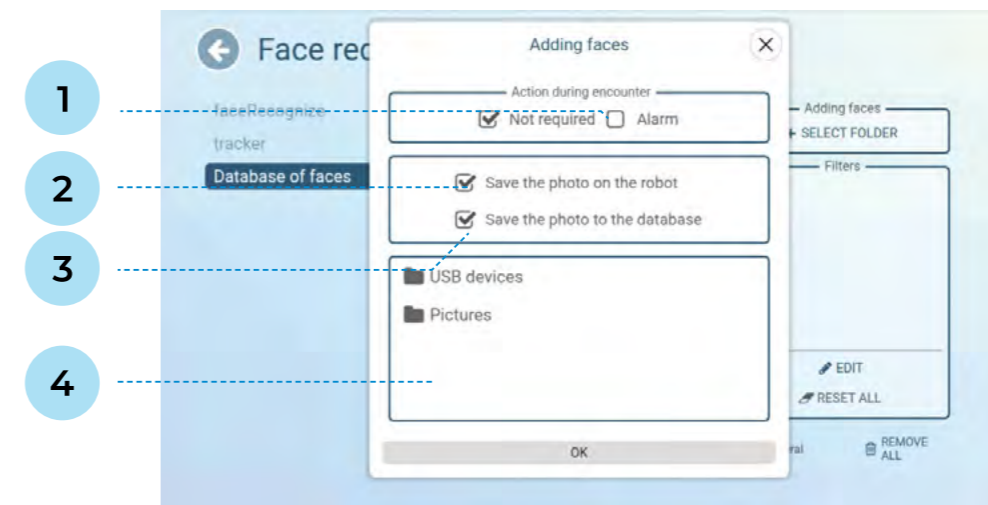 Face rec
Adding faces
1
Action during encounter
Not required Alarm
faceRecognize
tracker
Database of faces
Adding faces
SELECT FOLDER
Filters
2
Save the photo on the robot
Save the photo to the database
3
USB devices
Pictures
4
EDIT
RESET ALL
OK
ral
REMOVE
ALL